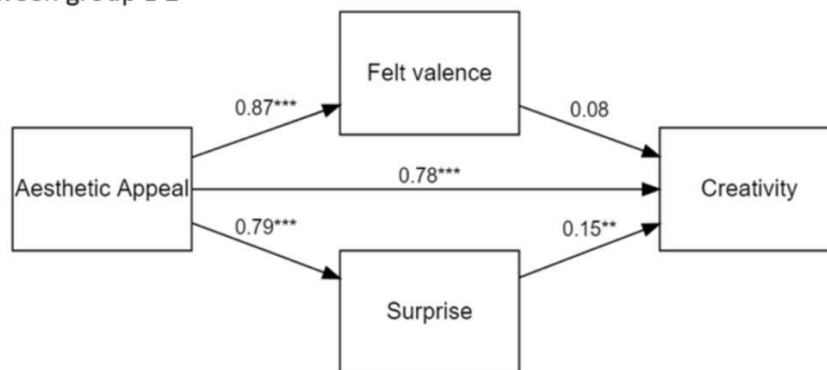 Felt valence
0.87***
0.08
Aesthetic Appeal
0.78***
Creativity
0.79***
0.15**
Surprise